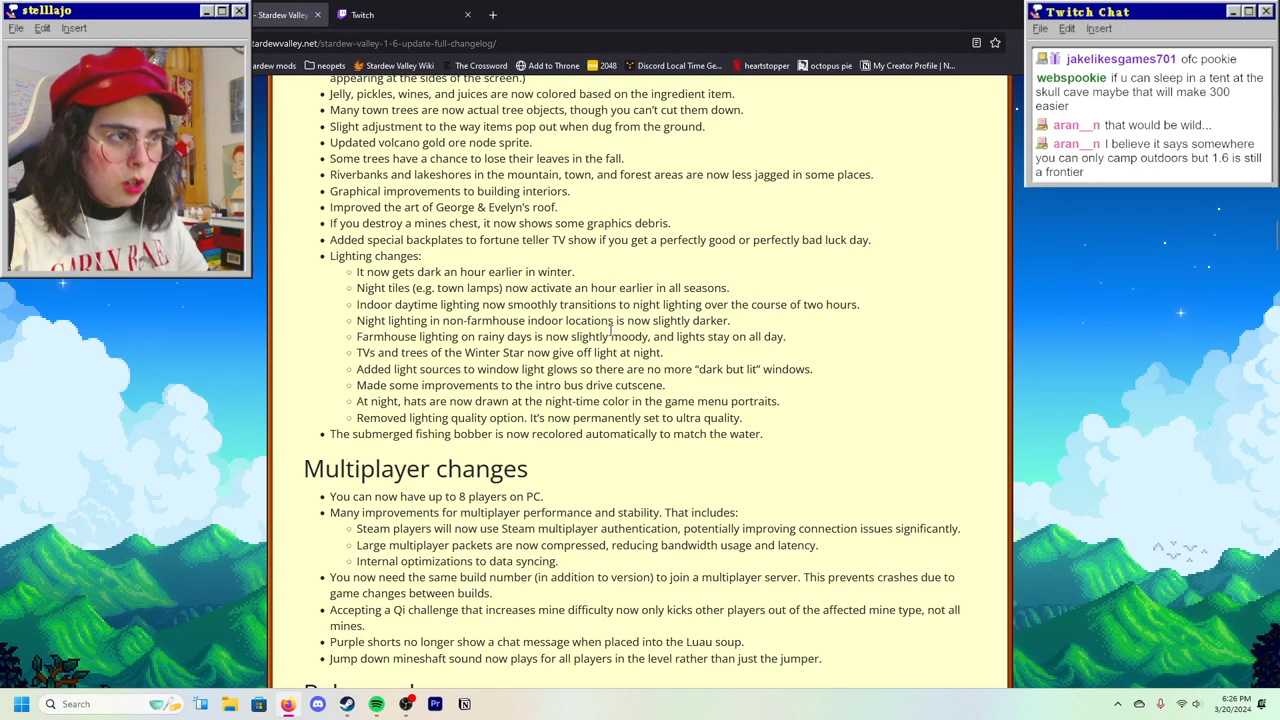 stelllajo
File Edit Insert
- Stardew Valley
Twitch
tardewvalley.net/stardew-valley-1-6-update-full-changelog/
ardew mods
new Stardew Valley Wiki
The Crossword
Add to Throne
2048
Discord Local Time Ge...
heartstopper
octopus pie
My Creator Profile | N...
appearing at the sides of the screen.)
• Jelly, pickles, wines, and juices are now colored based on the ingredient item.
• Many town trees are now actual tree objects, though you can't cut them down.
• Slight adjustment to the way items pop out when dug from the ground.
• Updated volcano gold ore node sprite.
• Some trees have a chance to lose their leaves in the fall.
• Riverbanks and lakeshores in the mountain, town, and forest areas are now less jagged in some places.
• Graphical improvements to building interiors.
• Improved the art of George & Evelyn's roof.
• If you destroy a mines chest, it now shows some graphics debris.
• Added special backplates to fortune teller TV show if you get a perfectly good or perfectly bad luck day.
• Lighting changes:
◦ It now gets dark an hour earlier in winter.
◦ Night tiles (e.g. town lamps) now activate an hour earlier in all seasons.
◦ Indoor daytime lighting now smoothly transitions to night lighting over the course of two hours.
◦ Night lighting in non-farmhouse indoor locations is now slightly darker.
◦ Farmhouse lighting on rainy days is now slightly moody, and lights stay on all day.
◦ TVs and trees of the Winter Star now give off light at night.
◦ Added light sources to window light glows so there are no more “dark but lit” windows.
◦ Made some improvements to the intro bus drive cutscene.
◦ At night, hats are now drawn at the night-time color in the game menu portraits.
◦ Removed lighting quality option. It's now permanently set to ultra quality.
• The submerged fishing bobber is now recolored automatically to match the water.
Multiplayer changes
• You can now have up to 8 players on PC.
• Many improvements for multiplayer performance and stability. That includes:
◦ Steam players will now use Steam multiplayer authentication, potentially improving connection issues significantly.
◦ Large multiplayer packets are now compressed, reducing bandwidth usage and latency.
◦ Internal optimizations to data syncing.
• You now need the same build number (in addition to version) to join a multiplayer server. This prevents crashes due to
game changes between builds.
• Accepting a Qi challenge that increases mine difficulty now only kicks other players out of the affected mine type, not all
mines.
• Purple shorts no longer show a chat message when placed into the Luau soup.
• Jump down mineshaft sound now plays for all players in the level rather than just the jumper.
Twitch Chat
File Edit Insert
jakelikesgames701 ofc pookie
webspookie if u can sleep in a tent at the
skull cave maybe that will make 300
easier
aran__n that would be wild...
aran__n I believe it says somewhere
you can only camp outdoors but 1.6 is still
a frontier
Search
6:26 PM
3/20/2024